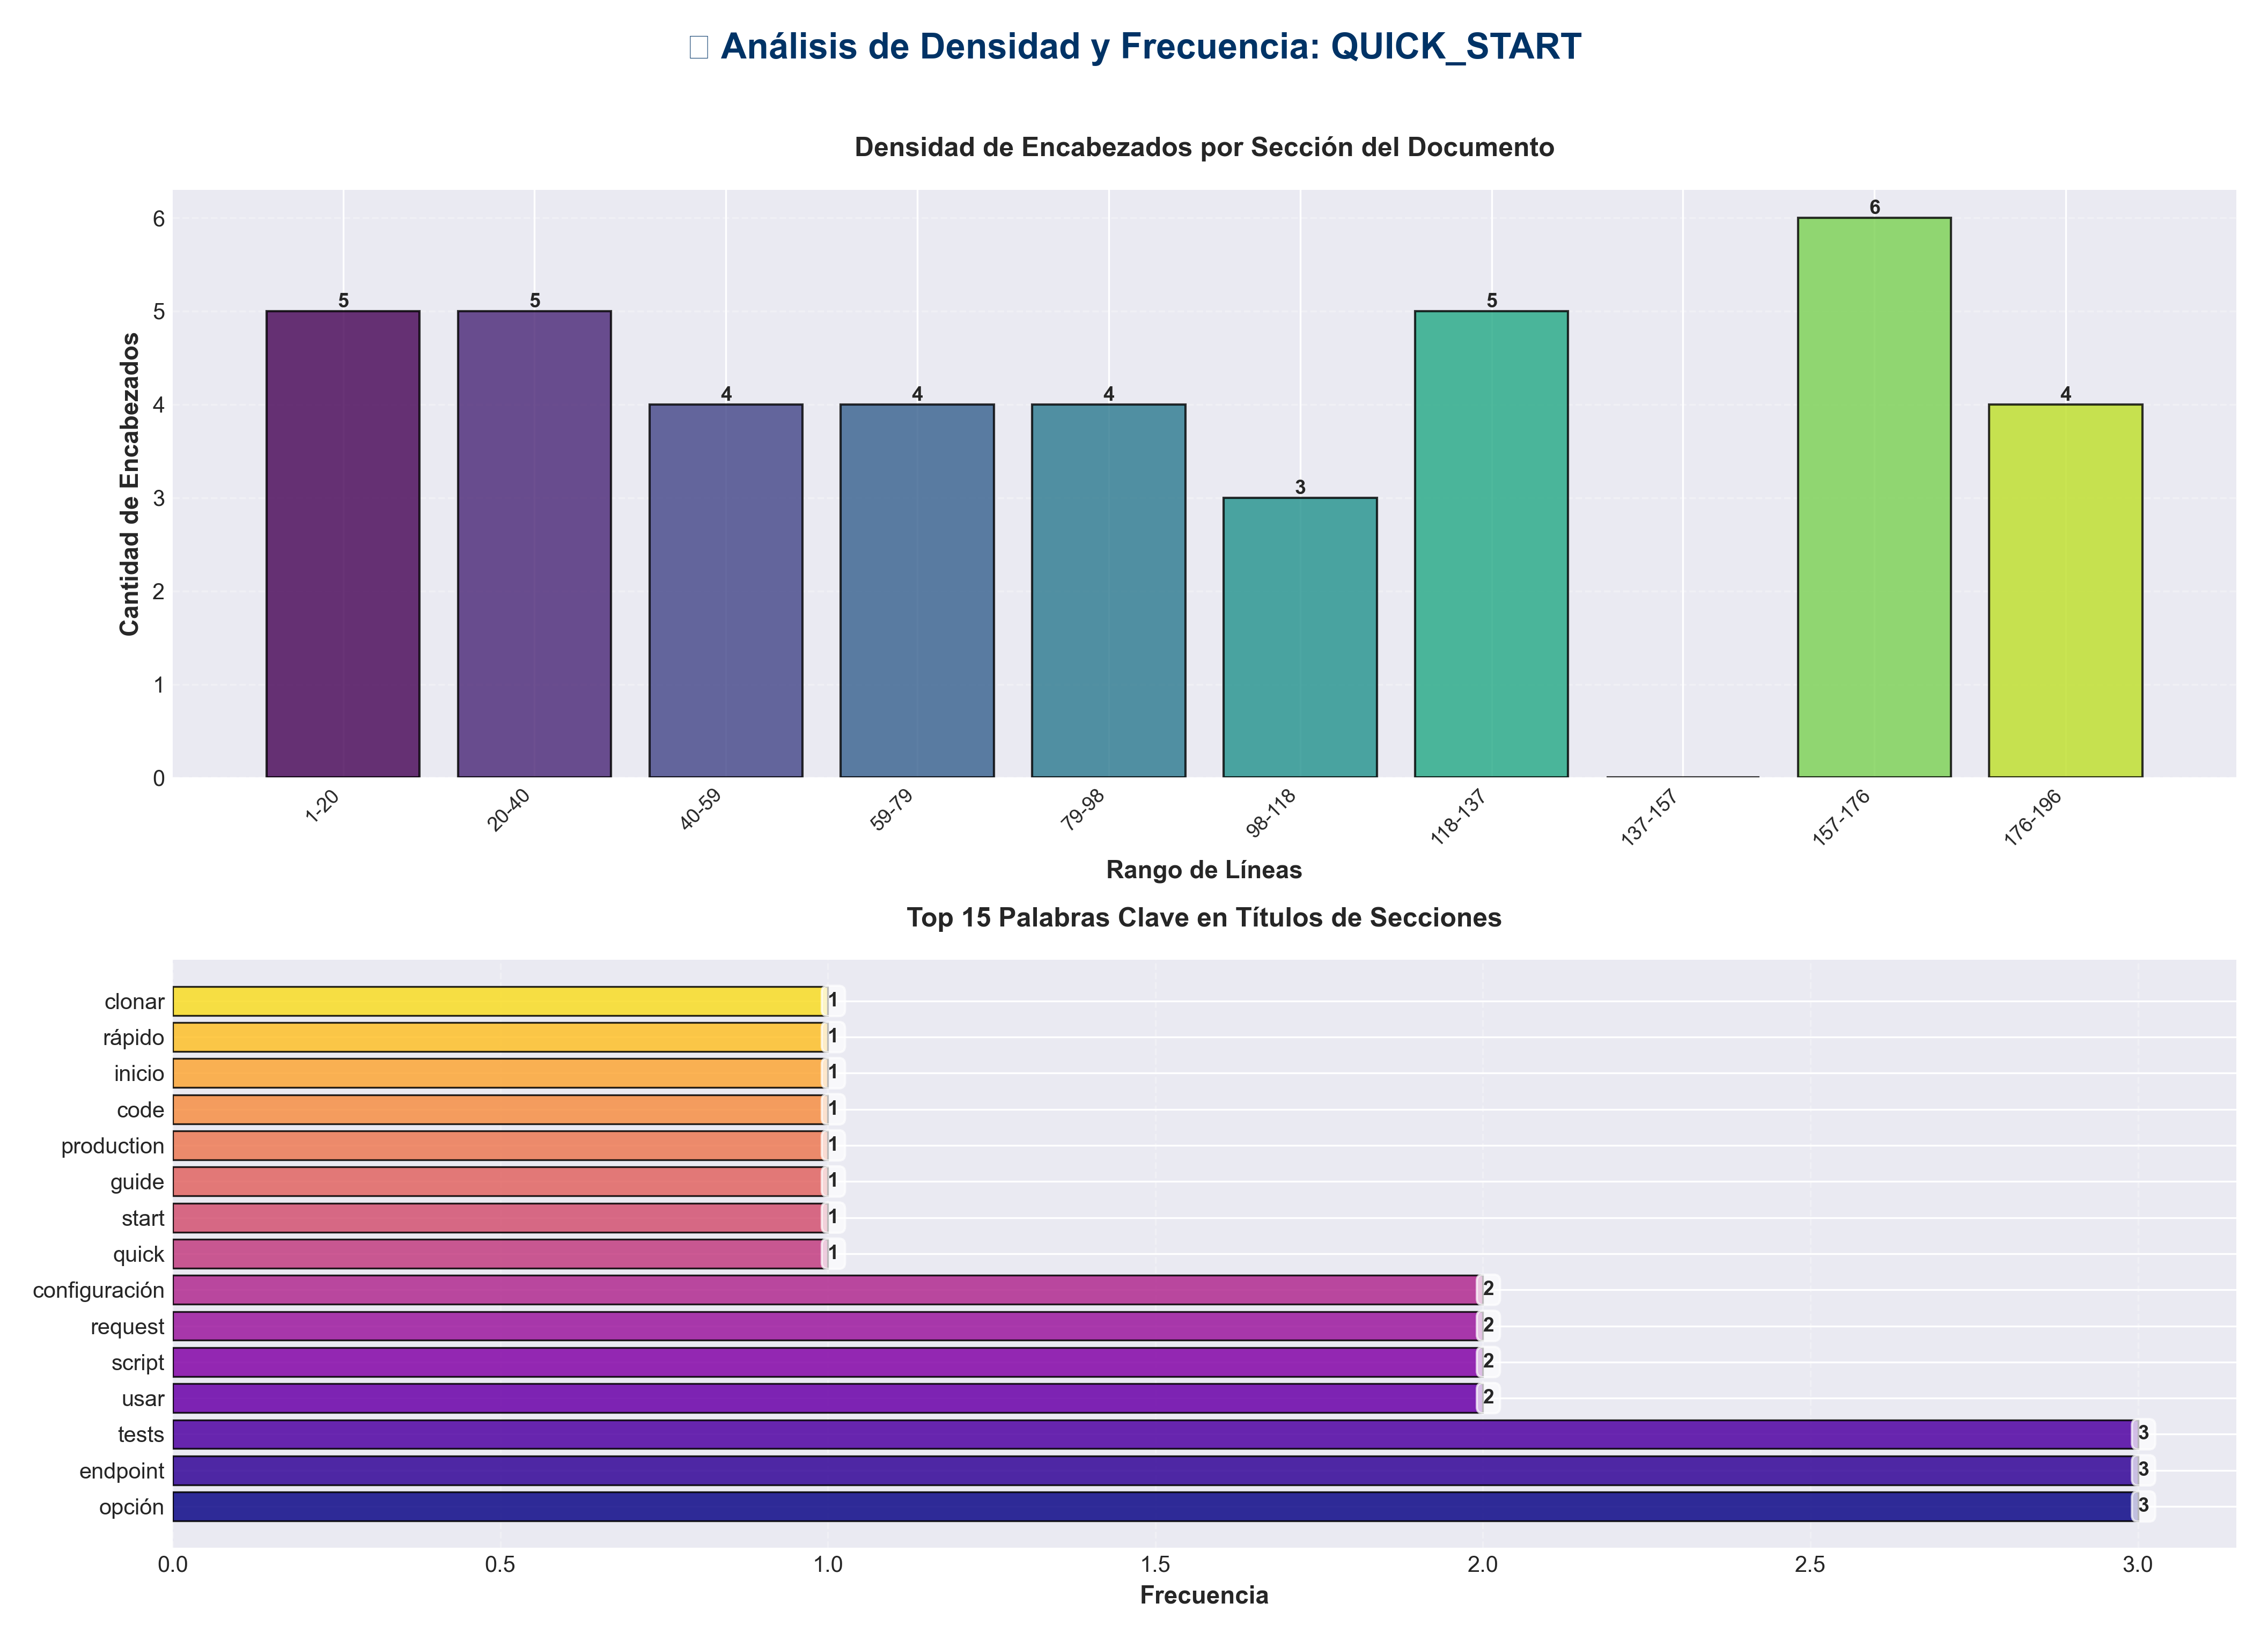 Análisis de Densidad y Frecuencia: QUICK_START
Densidad de Encabezados por Sección del Documento
Cantidad de Encabezados
6
5
4
3
2
1
0
5
5
4
4
4
3
5
6
4
1-20
20-40
40-59
59-79
79-98
98-118
118-137
137-157
157-176
176-196
Rango de Líneas
Top 15 Palabras Clave en Títulos de Secciones
clonar 1
rápido 1
inicio 1
code 1
production 1
guide 1
start 1
quick 1
configuración 2
request 2
script 2
usar 2
tests 3
endpoint 3
opción 3
0.0 0.5 1.0 1.5 2.0 2.5 3.0
Frecuencia